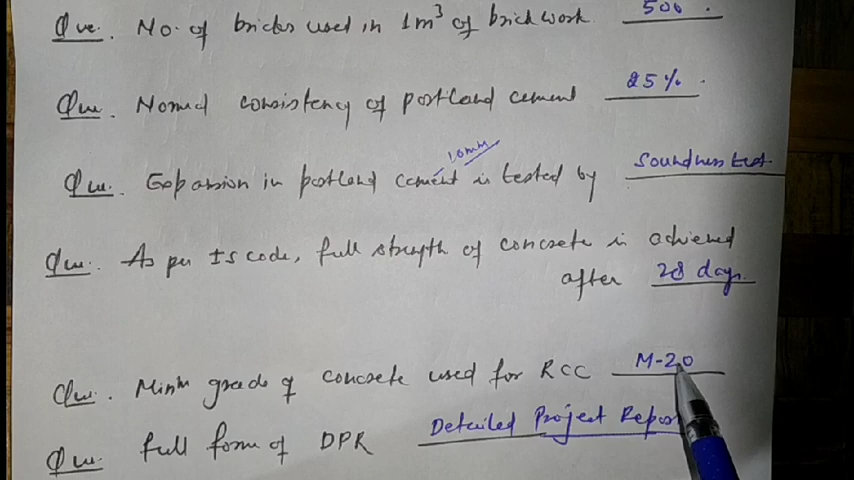 Que. No. of bricks used in 1m³ of brickwork 500.
Que. Normal consistency of portland cement 25%.
10mm
Que. Expansion in portland cement is tested by Soundness test.
Que. As per IS code, full strength of concrete is achieved
after 28 days.
Que. Minm grade of concrete used for RCC M-20
Que. full form of DPR Detailed Project Report